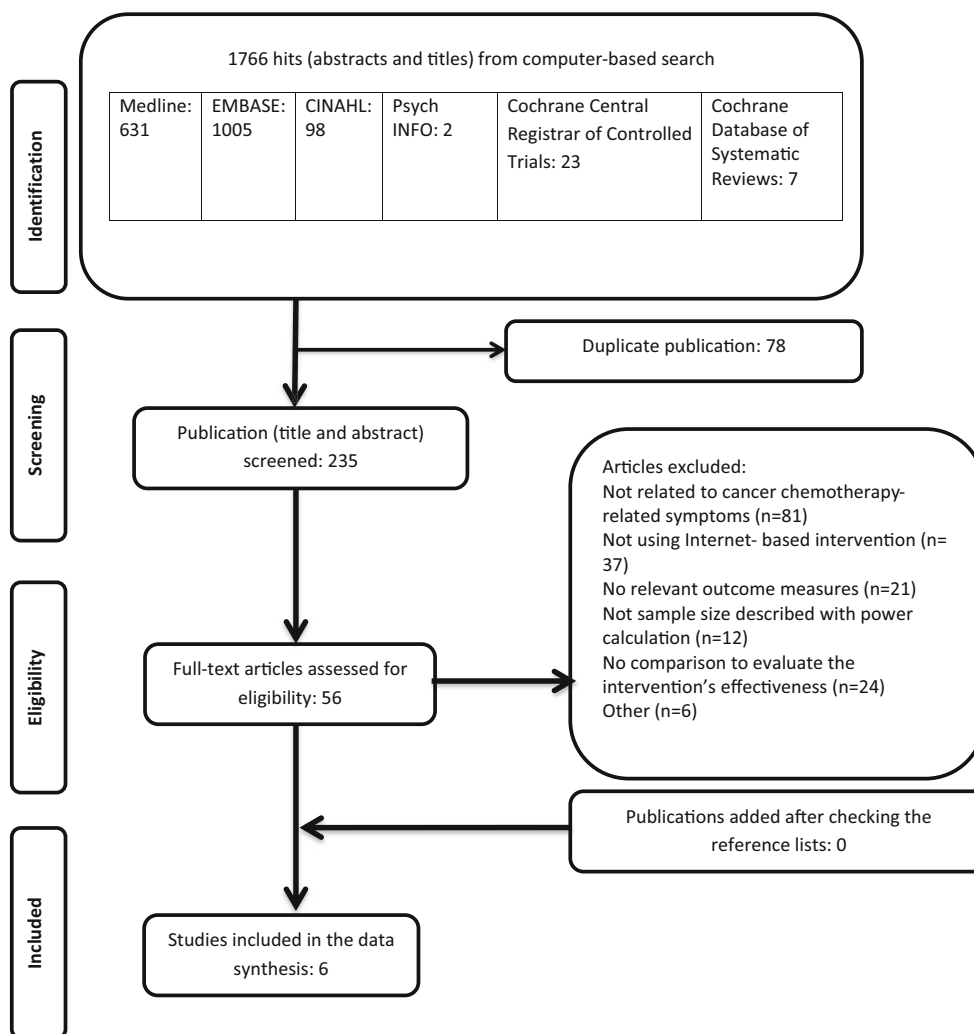 1766 hits (abstracts and titles) from computer-based search
Medline:
631
EMBASE:
1005
CINAHL:
98
Psych
INFO: 2
Cochrane Central
Registrar of Controlled
Trials: 23
Cochrane
Database of
Systematic
Reviews: 7
Identification
Duplicate publication: 78
Screening
Publication (title and abstract)
screened: 235
Articles excluded:
Not related to cancer chemotherapy-
related symptoms (n=81)
Not using Internet- based intervention (n=
37)
No relevant outcome measures (n=21)
Not sample size described with power
calculation (n=12)
No comparison to evaluate the
intervention's effectiveness (n=24)
Other (n=6)
Eligibility
Full-text articles assessed for
eligibility: 56
Publications added after checking the
reference lists: 0
Included
Studies included in the data
synthesis: 6